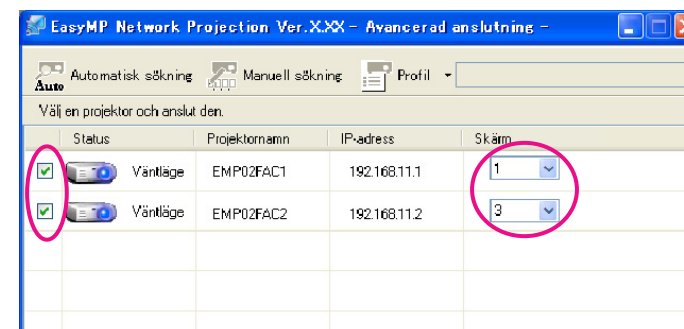 EasyMP Network Projection Ver.X.XX - Avancerad anslutning -
Auto Automatisk sökning Manuell sökning Profil
Välj en projektor och anslut den.
Status Projektornamn IP-adress Skärm
Väntläge EMP02FAC1 192.168.11.1 1
Väntläge EMP02FAC2 192.168.11.2 3